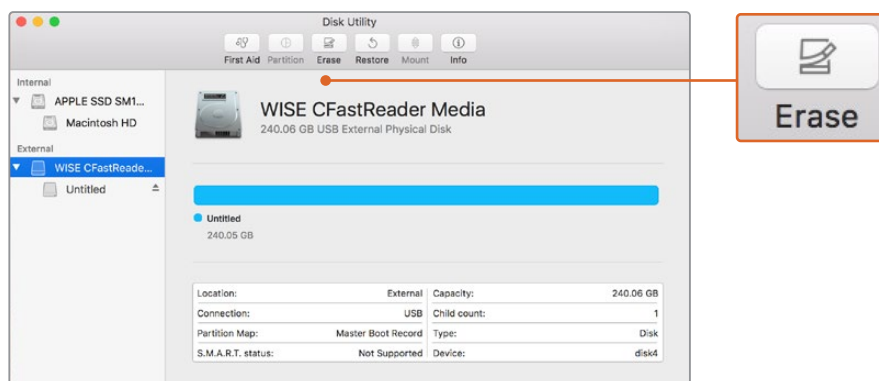 Disk Utility
First Aid Partition Erase Restore Mount Info
Erase
Internal
APPLE SSD SM1...
Macintosh HD
External
WISE CFastReade...
Untitled
WISE CFastReader Media
240.06 GB USB External Physical Disk
Untitled
240.05 GB
Location: External Capacity: 240.06 GB
Connection: USB Child count: 1
Partition Map: Master Boot Record Type: Disk
S.M.A.R.T. status: Not Supported Device: disk4